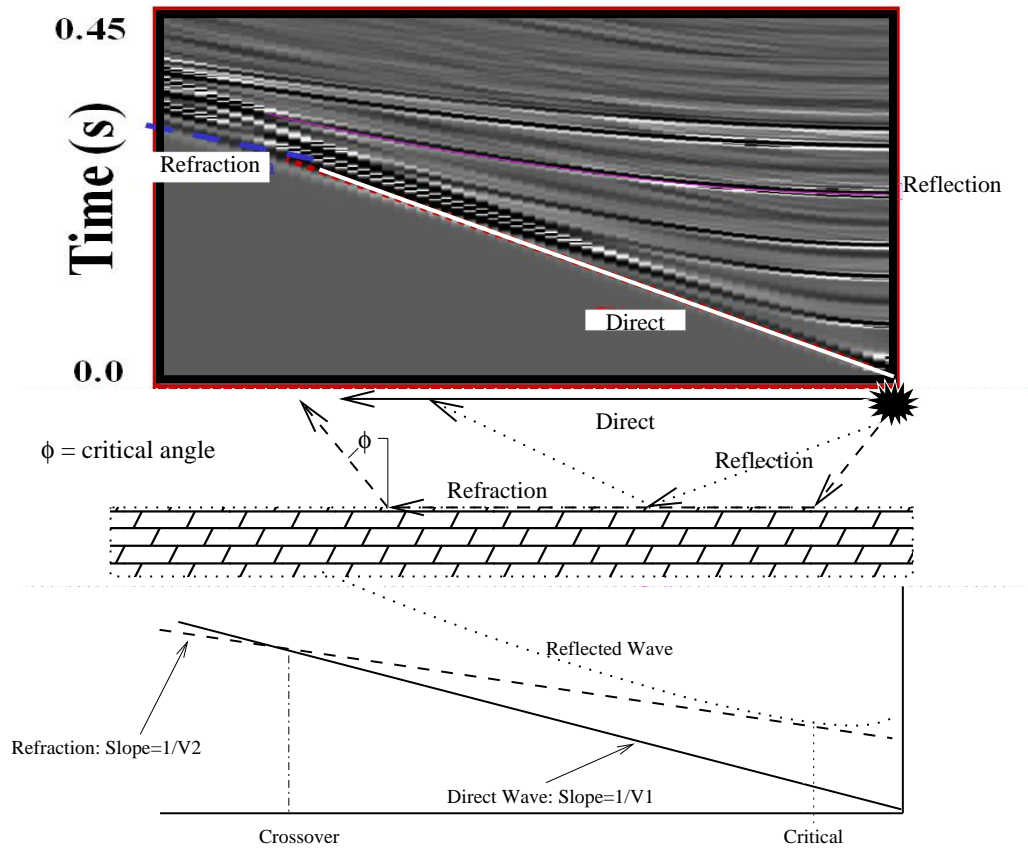 0.45
Time (s)
Refraction
Reflection
Direct
0.0
Direct
ϕ
ϕ = critical angle
Reflection
Refraction
Reflected Wave
Refraction: Slope=1/V2
Direct Wave: Slope=1/V1
Crossover
Critical